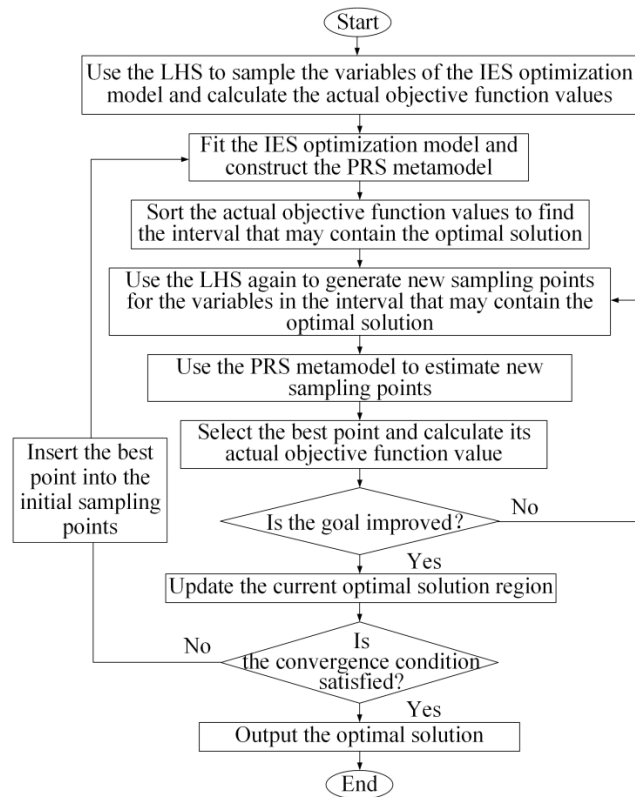 Start
Use the LHS to sample the variables of the IES optimization
model and calculate the actual objective function values
Fit the IES optimization model and
construct the PRS metamodel
Sort the actual objective function values to find
the interval that may contain the optimal solution
Use the LHS again to generate new sampling points
for the variables in the interval that may contain the
optimal solution
Use the PRS metamodel to estimate new
sampling points
Select the best point and calculate its
actual objective function value
Insert the best
point into the
initial sampling
points
Is the goal improved?
No
Yes
Update the current optimal solution region
Is
the convergence condition
satisfied?
No
Yes
Output the optimal solution
End